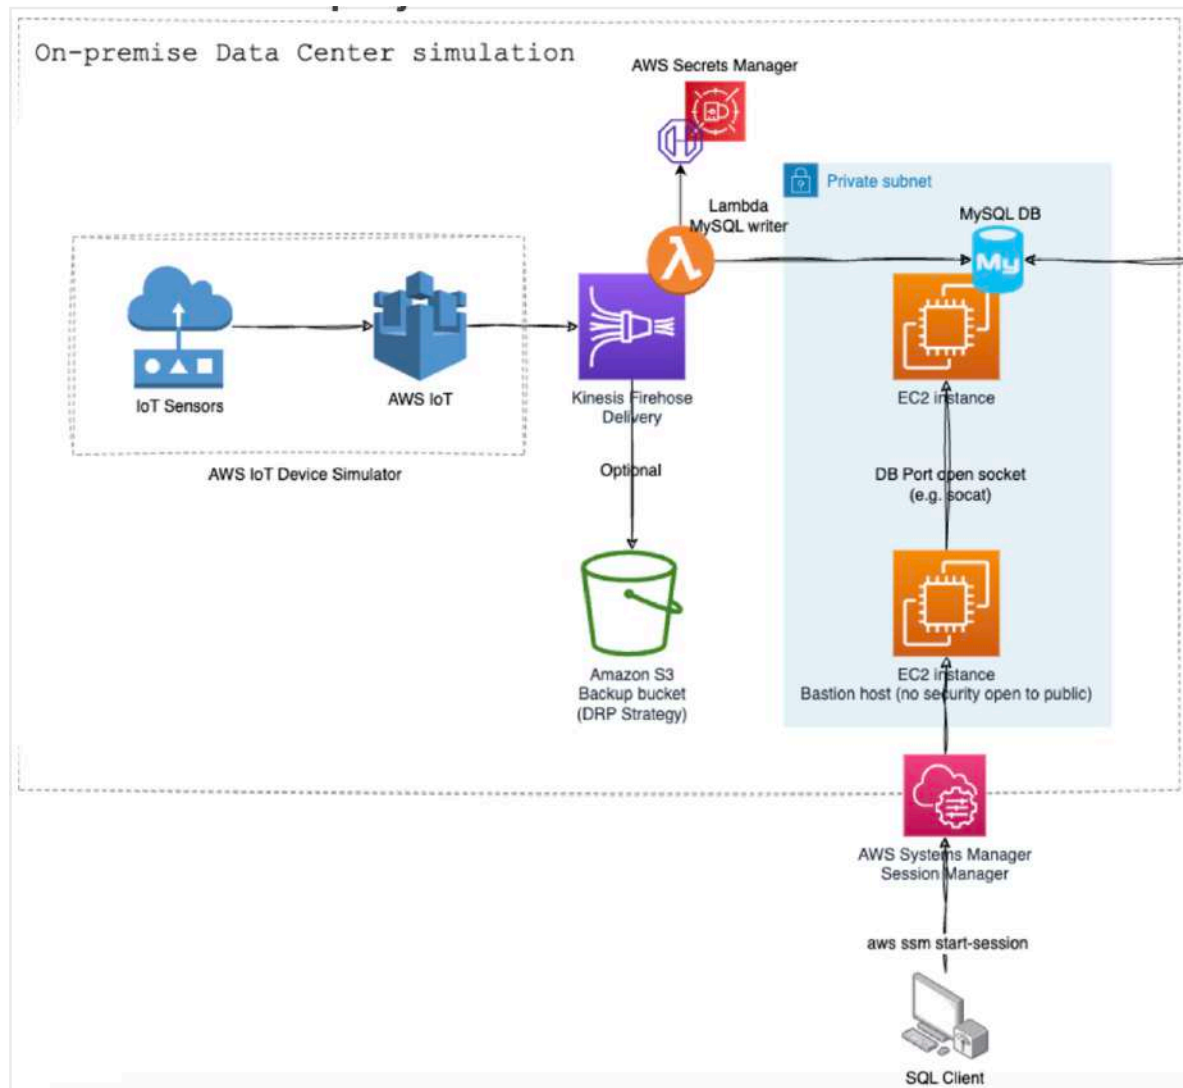 On-premise Data Center simulation
AWS Secrets Manager
Private subnet
Lambda
MySQL writer
MySQL DB
My
IoT Sensors
AWS IoT
Kinesis Firehose
Delivery
EC2 instance
AWS IoT Device Simulator
Optional
DB Port open socket
(e.g. socat)
Amazon S3
Backup bucket
(DRP Strategy)
EC2 instance
Bastion host (no security open to public)
AWS Systems Manager
Session Manager
aws ssm start-session
SQL Client